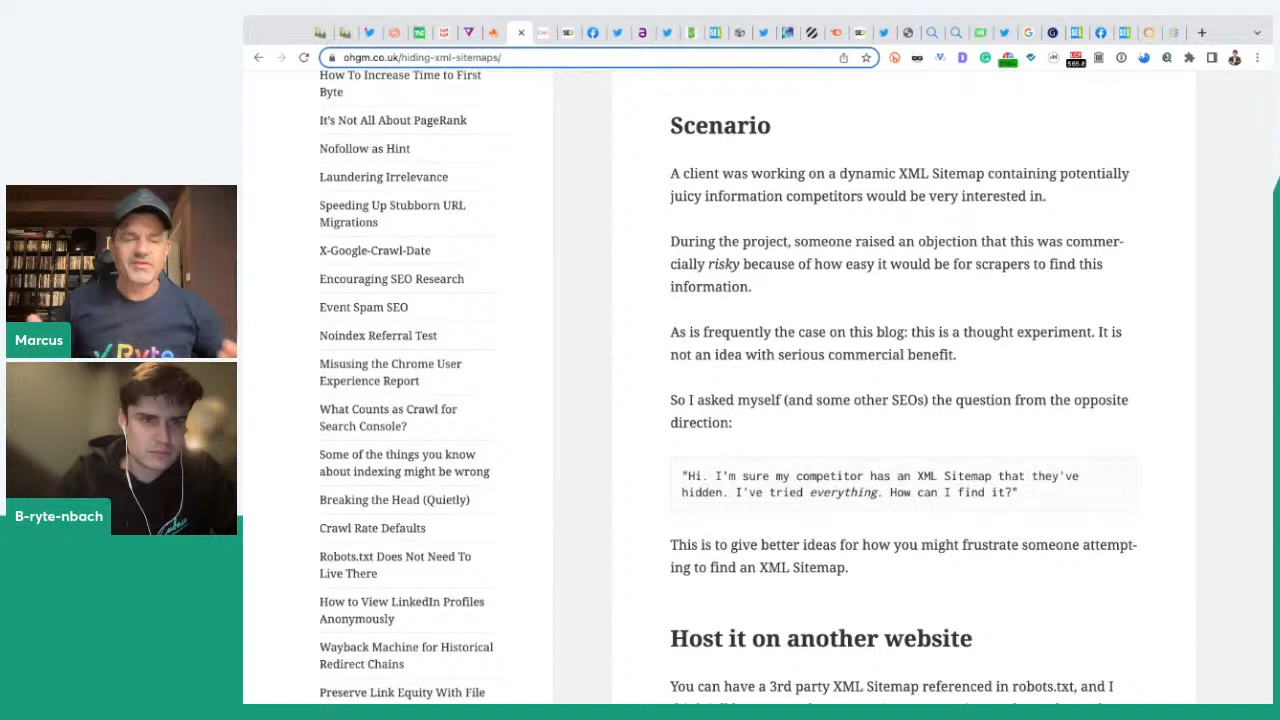 ohgm.co.uk/hiding-xml-sitemaps/
How To Increase Time to First
Byte
It's Not All About PageRank
Nofollow as Hint
Laundering Irrelevance
Speeding Up Stubborn URL
Migrations
X-Google-Crawl-Date
Encouraging SEO Research
Event Spam SEO
Noindex Referral Test
Misusing the Chrome User
Experience Report
What Counts as Crawl for
Search Console?
Some of the things you know
about indexing might be wrong
Breaking the Head (Quietly)
Crawl Rate Defaults
Robots.txt Does Not Need To
Live There
How to View LinkedIn Profiles
Anonymously
Wayback Machine for Historical
Redirect Chains
Preserve Link Equity With File
Scenario
A client was working on a dynamic XML Sitemap containing potentially
juicy information competitors would be very interested in.
During the project, someone raised an objection that this was commer-
cially risky because of how easy it would be for scrapers to find this
information.
As is frequently the case on this blog: this is a thought experiment. It is
not an idea with serious commercial benefit.
So I asked myself (and some other SEOs) the question from the opposite
direction:
"Hi. I'm sure my competitor has an XML Sitemap that they've
hidden. I've tried everything. How can I find it?"
This is to give better ideas for how you might frustrate someone attempt-
ing to find an XML Sitemap.
Host it on another website
You can have a 3rd party XML Sitemap referenced in robots.txt, and I
Marcus
Ryte
B-ryte-nbach